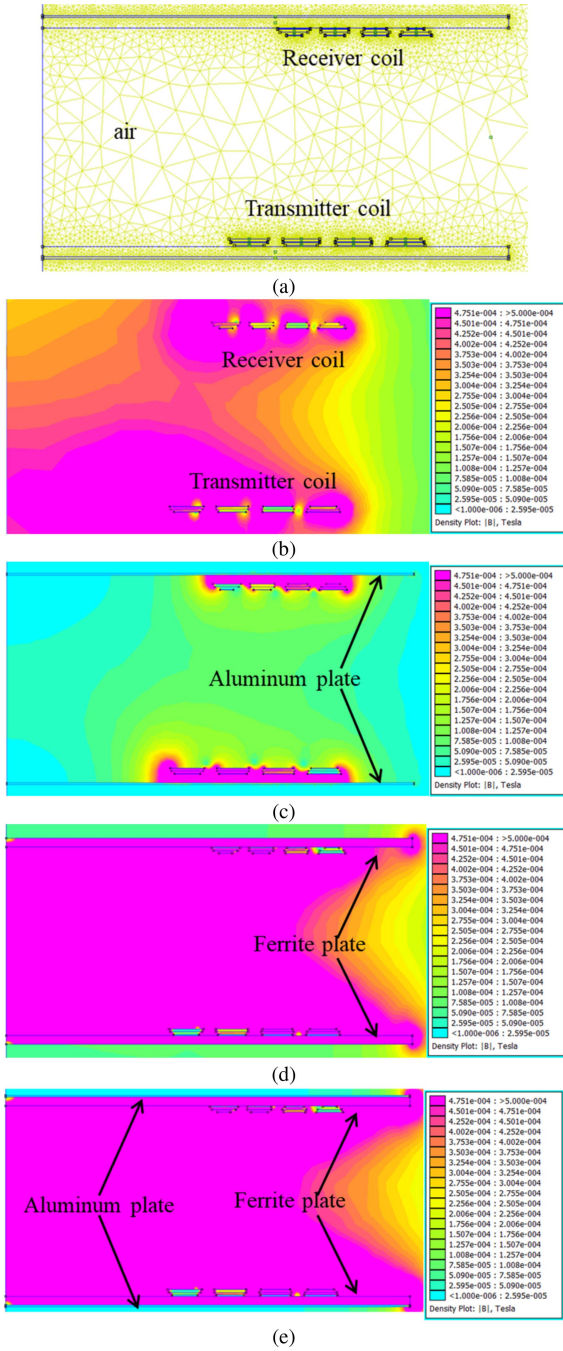 Receiver coil
air
Transmitter coil
(a)
Receiver coil
Transmitter coil
4.751e-004 : >5.000e-004
4.501e-004 : 4.751e-004
4.252e-004 : 4.501e-004
4.002e-004 : 4.252e-004
3.753e-004 : 4.002e-004
3.503e-004 : 3.753e-004
3.254e-004 : 3.503e-004
3.004e-004 : 3.254e-004
2.755e-004 : 3.004e-004
2.505e-004 : 2.755e-004
2.256e-004 : 2.505e-004
2.006e-004 : 2.256e-004
1.756e-004 : 2.006e-004
1.507e-004 : 1.756e-004
1.257e-004 : 1.507e-004
1.008e-004 : 1.257e-004
7.585e-005 : 1.008e-004
5.090e-005 : 7.585e-005
2.595e-005 : 5.090e-005
<1.000e-006 : 2.595e-005
Density Plot: |B|, Tesla
(b)
Aluminum plate
4.751e-004 : >5.000e-004
4.501e-004 : 4.751e-004
4.252e-004 : 4.501e-004
4.002e-004 : 4.252e-004
3.753e-004 : 4.002e-004
3.503e-004 : 3.753e-004
3.254e-004 : 3.503e-004
3.004e-004 : 3.254e-004
2.755e-004 : 3.004e-004
2.505e-004 : 2.755e-004
2.256e-004 : 2.505e-004
2.006e-004 : 2.256e-004
1.756e-004 : 2.006e-004
1.507e-004 : 1.756e-004
1.257e-004 : 1.507e-004
1.008e-004 : 1.257e-004
7.585e-005 : 1.008e-004
5.090e-005 : 7.585e-005
2.595e-005 : 5.090e-005
<1.000e-006 : 2.595e-005
Density Plot: |B|, Tesla
(c)
Ferrite plate
4.751e-004 : >5.000e-004
4.501e-004 : 4.751e-004
4.252e-004 : 4.501e-004
4.002e-004 : 4.252e-004
3.753e-004 : 4.002e-004
3.503e-004 : 3.753e-004
3.254e-004 : 3.503e-004
3.004e-004 : 3.254e-004
2.755e-004 : 3.004e-004
2.505e-004 : 2.755e-004
2.256e-004 : 2.505e-004
2.006e-004 : 2.256e-004
1.756e-004 : 2.006e-004
1.507e-004 : 1.756e-004
1.257e-004 : 1.507e-004
1.008e-004 : 1.257e-004
7.585e-005 : 1.008e-004
5.090e-005 : 7.585e-005
2.595e-005 : 5.090e-005
<1.000e-006 : 2.595e-005
Density Plot: |B|, Tesla
(d)
Aluminum plate
Ferrite plate
4.751e-004 : >5.000e-004
4.501e-004 : 4.751e-004
4.252e-004 : 4.501e-004
4.002e-004 : 4.252e-004
3.753e-004 : 4.002e-004
3.503e-004 : 3.753e-004
3.254e-004 : 3.503e-004
3.004e-004 : 3.254e-004
2.755e-004 : 3.004e-004
2.505e-004 : 2.755e-004
2.256e-004 : 2.505e-004
2.006e-004 : 2.256e-004
1.756e-004 : 2.006e-004
1.507e-004 : 1.756e-004
1.257e-004 : 1.507e-004
1.008e-004 : 1.257e-004
7.585e-005 : 1.008e-004
5.090e-005 : 7.585e-005
2.595e-005 : 5.090e-005
<1.000e-006 : 2.595e-005
Density Plot: |B|, Tesla
(e)